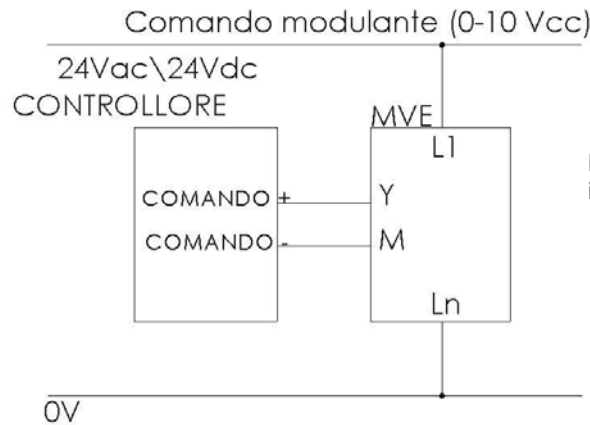 Comando modulante (0-10 Vcc)
24Vac\24Vdc
CONTROLLORE
MVE
L1
COMANDO +
Y
COMANDO -
M
Ln
0V